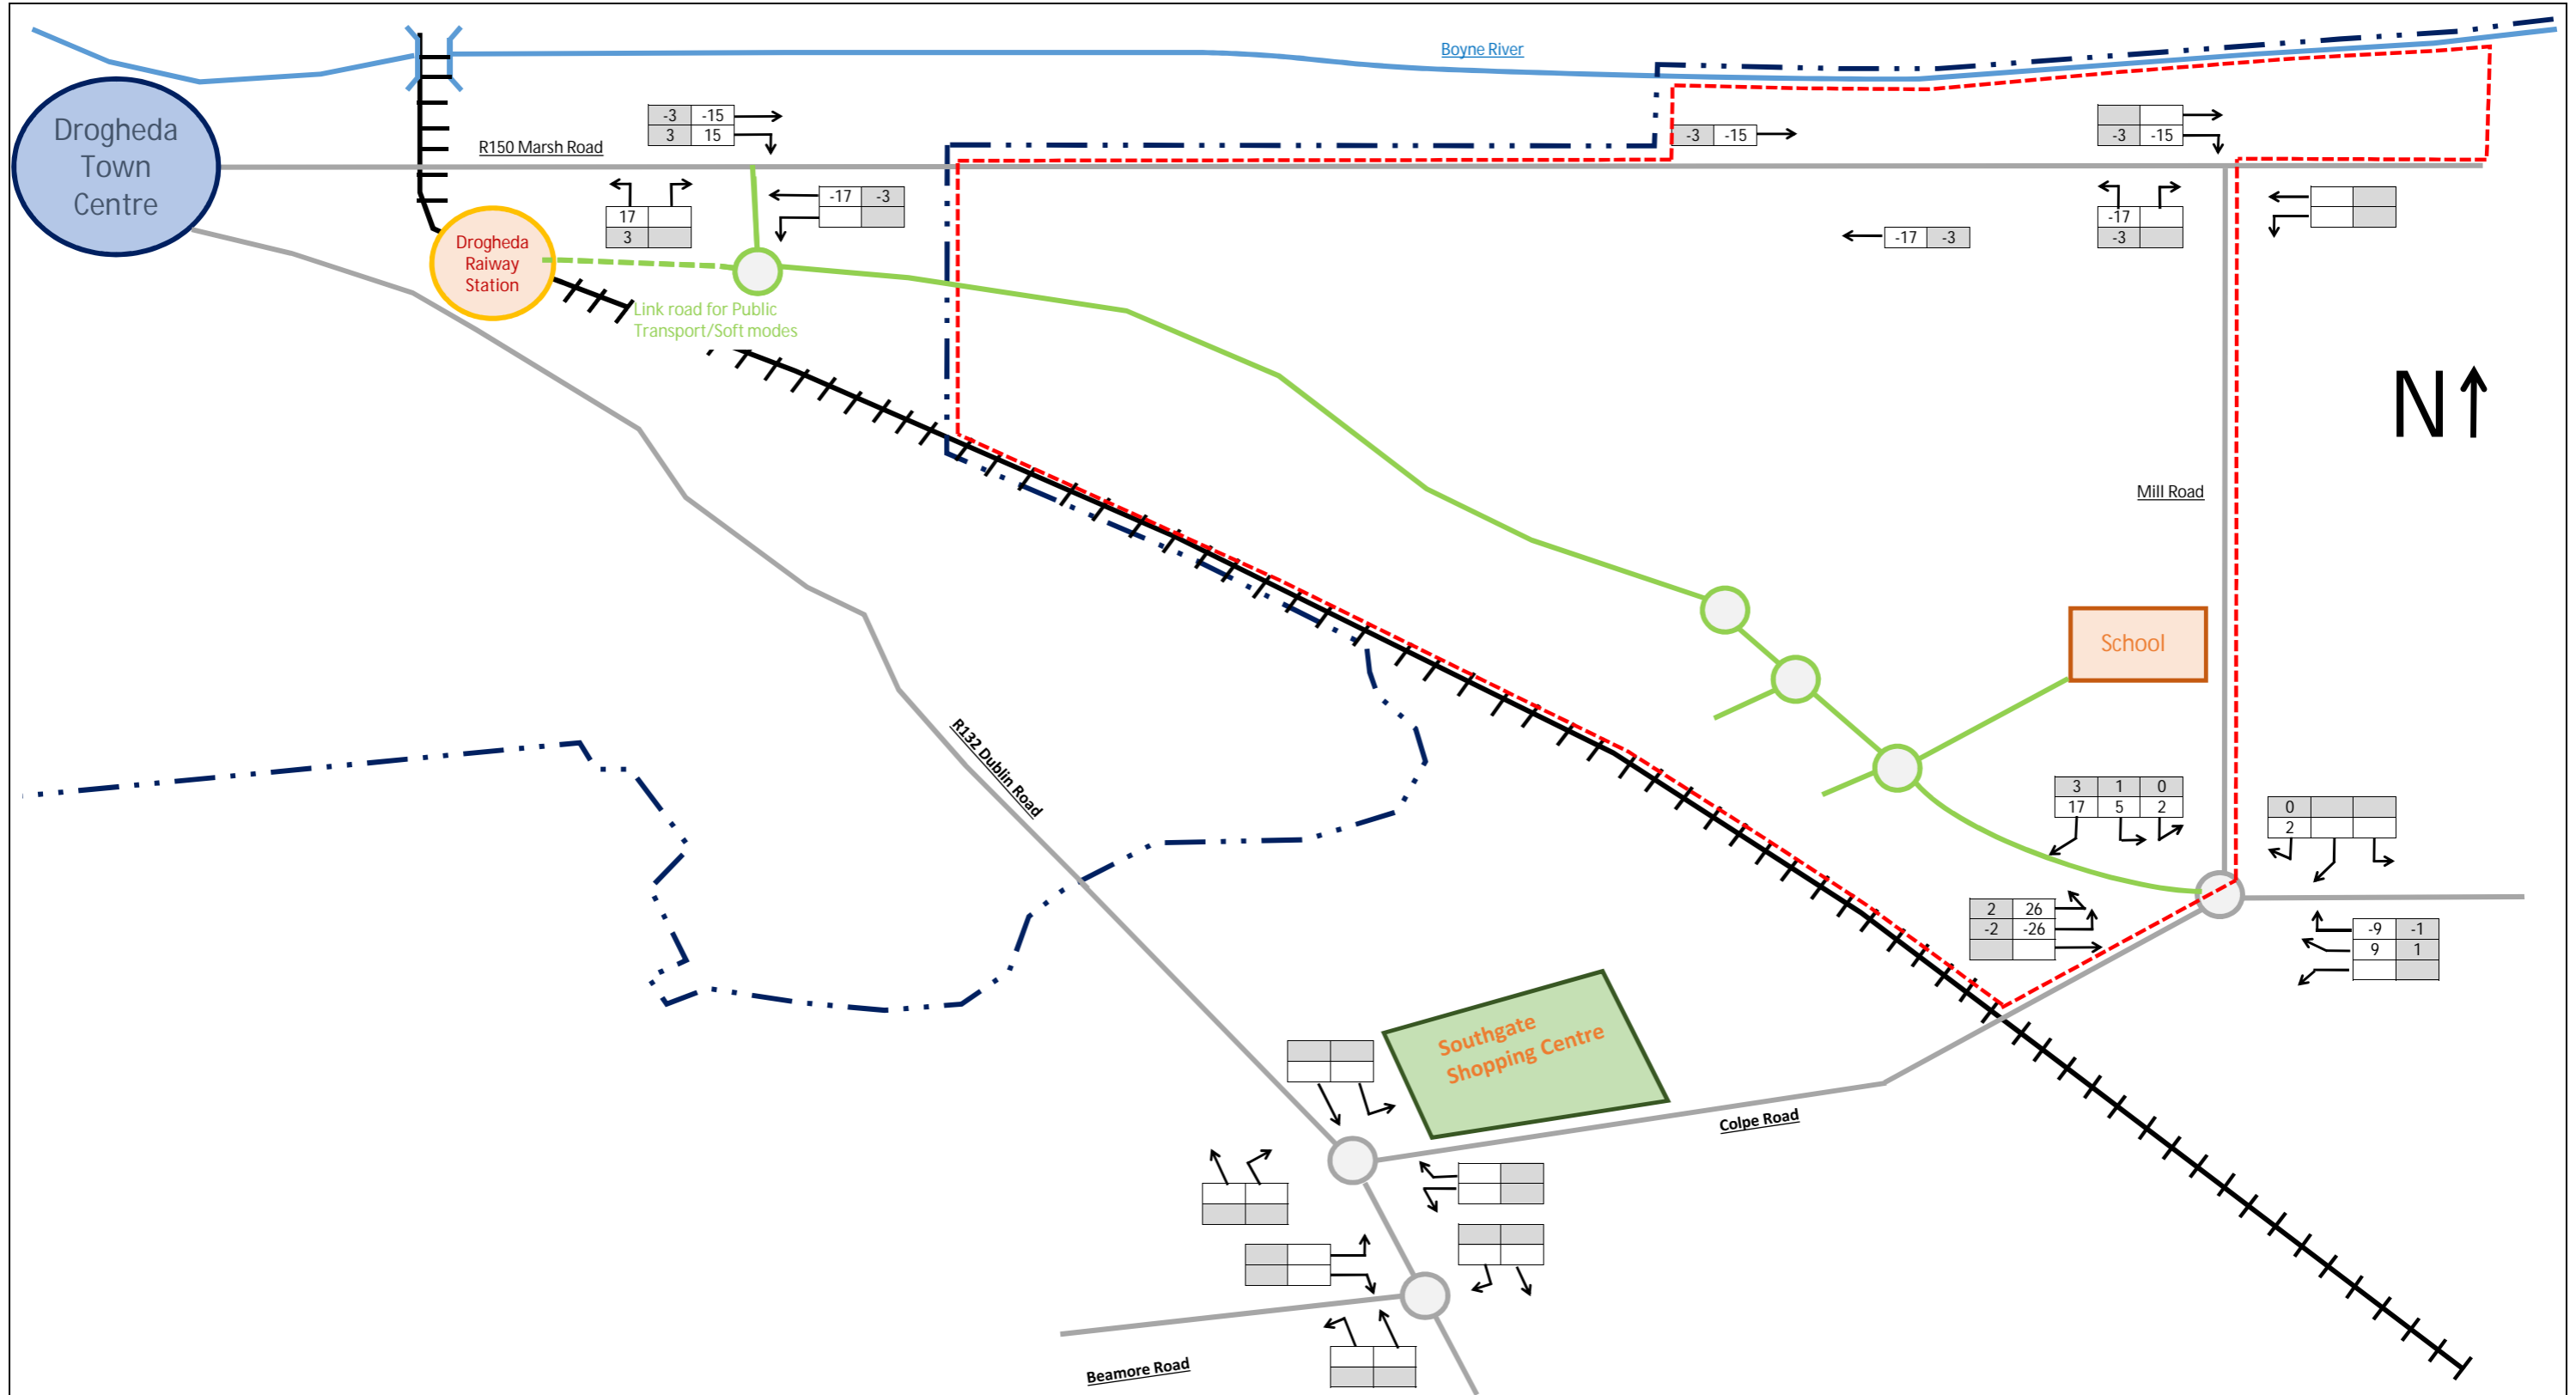 Boyne River
Drogheda
Town
Centre
-3 -15
3 15
R150 Marsh Road
-3 -15
-3 -15
17
3
-17 -3
-17 -3
-17
-3
Drogheda
Raiway
Station
Link road for Public
Transport/Soft modes
N
Mill Road
School
R132 Dublin Road
3 1 0
17 5 2
0
2
2 26
-2 -26
-9 -1
9 1
Southgate
Shopping Centre
Colpe Road
Beamore Road